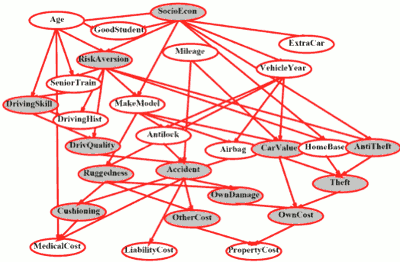 SocioEcon
Age
GoodStudent
ExtraCar
Mileage
RiskAversion
VehicleYear
SeniorTrain
DrivingSkill
MakeModel
DrivingHist
Antilock
DrivQuality
Airbag
CarValue
HomeBase
AntiTheft
Ruggedness
Accident
Theft
OwnDamage
Cushioning
OtherCost
OwnCost
MedicalCost
LiabilityCost
PropertyCost